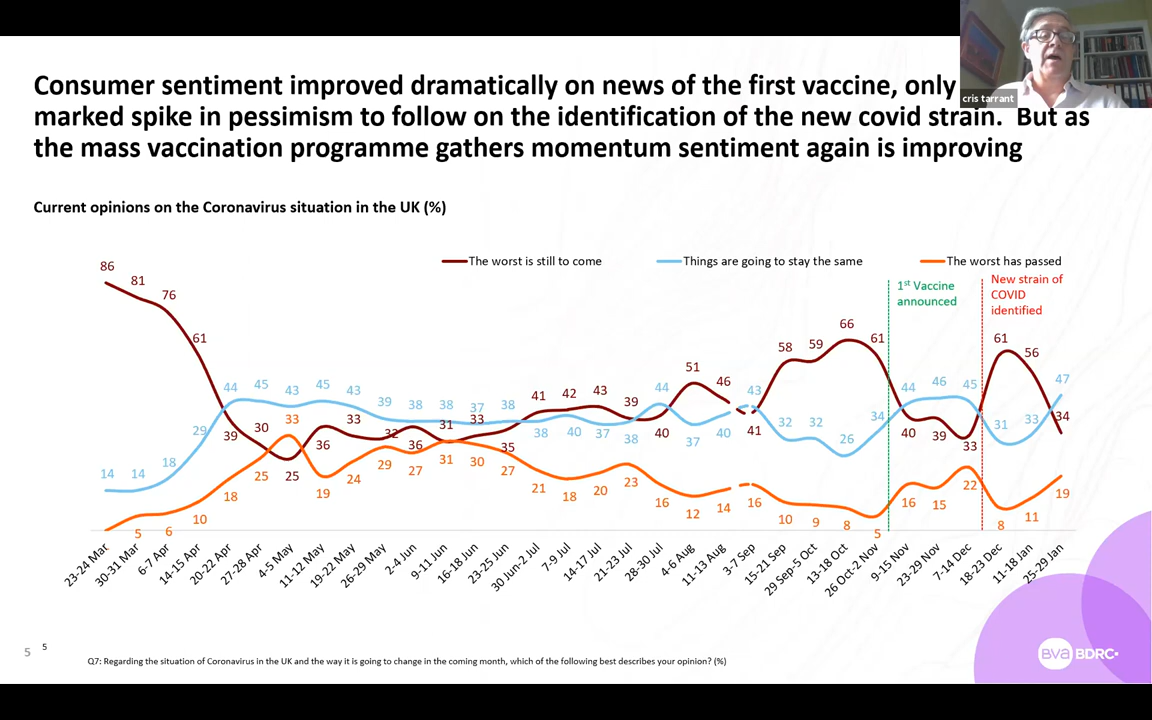 cris tarrant
Consumer sentiment improved dramatically on news of the first vaccine, only
marked spike in pessimism to follow on the identification of the new covid strain.  But as
the mass vaccination programme gathers momentum sentiment again is improving
Current opinions on the Coronavirus situation in the UK (%)
The worst is still to come
Things are going to stay the same
The worst has passed
1st Vaccine
announced
New strain of
COVID
identified
86 81 76 61 39 30 25 36 33 32 36 31 33 35 41 42 43 39 40 51 46 41 58 59 66 61 40 39 33 61 56 34
14 14 18 29 44 45 43 45 43 39 38 38 37 38 38 40 37 38 44 37 40 43 32 32 26 34 44 46 45 31 33 47
5 6 10 18 25 33 19 24 29 27 31 30 27 21 18 20 23 16 12 14 16 10 9 8 5 16 15 22 8 11 19
23-24 Mar
30-31 Mar
6-7 Apr
14-15 Apr
20-22 Apr
27-28 Apr
4-5 May
11-12 May
19-22 May
26-29 May
2-4 Jun
9-11 Jun
16-18 Jun
23-25 Jun
30 Jun-2 Jul
7-9 Jul
14-17 Jul
21-23 Jul
28-30 Jul
4-6 Aug
11-13 Aug
3-7 Sep
15-21 Sep
29 Sep-5 Oct
13-18 Oct
26 Oct-2 Nov
9-15 Nov
23-29 Nov
7-14 Dec
18-23 Dec
11-18 Jan
25-29 Jan
5
5
Q7: Regarding the situation of Coronavirus in the UK and the way it is going to change in the coming month, which of the following best describes your opinion? (%)
BVA BDRC